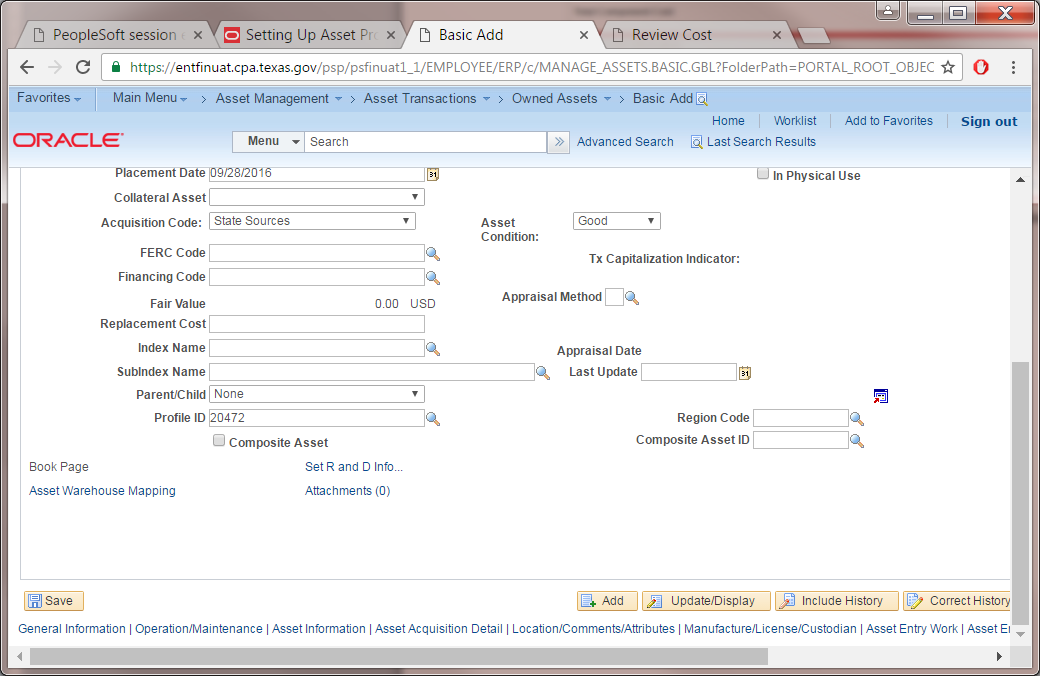 PeopleSoft session
Setting Up Asset Pro
Basic Add
Review Cost
https://entfinuat.cpa.texas.gov/psp/psfinuat1_1/EMPLOYEE/ERP/c/MANAGE_ASSETS.BASIC.GBL?FolderPath=PORTAL_ROOT_OBJEC
Favorites
Main Menu > Asset Management > Asset Transactions > Owned Assets > Basic Add
Home Worklist Add to Favorites Sign out
ORACLE
Menu Search » Advanced Search Last Search Results
Placement Date 09/28/2016 31 In Physical Use
Collateral Asset
Acquisition Code: State Sources Asset Condition: Good
FERC Code
Tx Capitalization Indicator:
Financing Code
Fair Value 0.00 USD Appraisal Method
Replacement Cost
Index Name Appraisal Date
SubIndex Name Last Update 31
Parent/Child None
Profile ID 20472 Region Code
Composite Asset Composite Asset ID
Book Page Set R and D Info...
Asset Warehouse Mapping Attachments (0)
Save Add Update/Display Include History Correct History
General Information | Operation/Maintenance | Asset Information | Asset Acquisition Detail | Location/Comments/Attributes | Manufacture/License/Custodian | Asset Entry Work | Asset